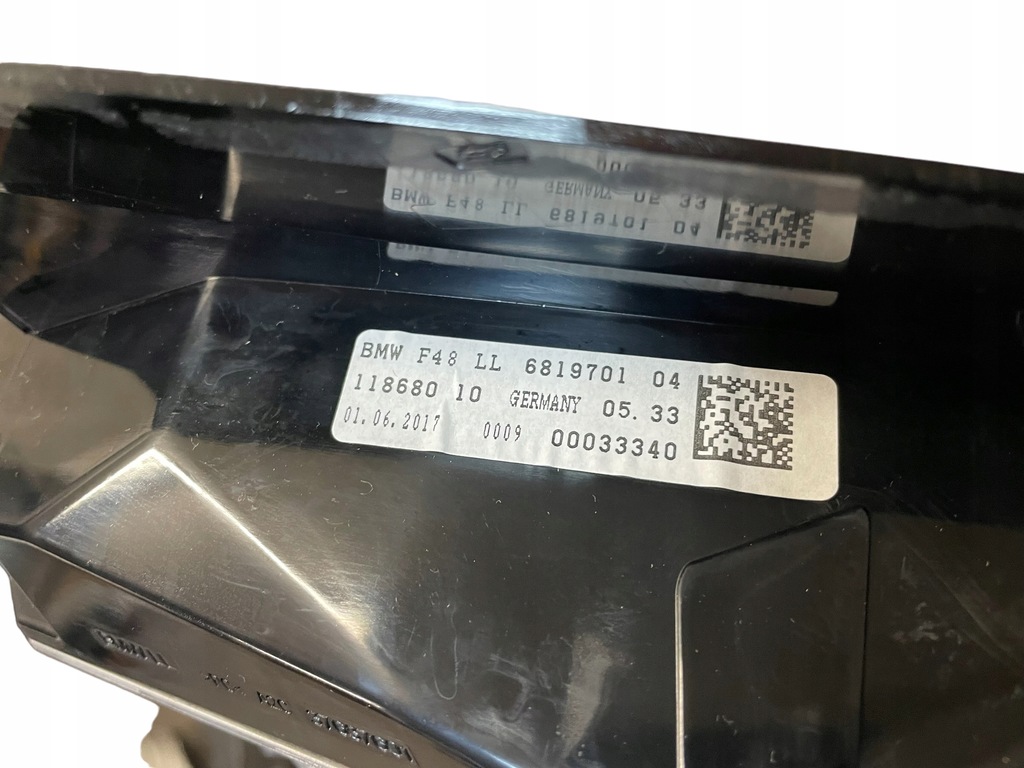 BMW F48 LL 6819701 04
118680 10 GERMANY 05.33
01.06.2017 0009 00033340